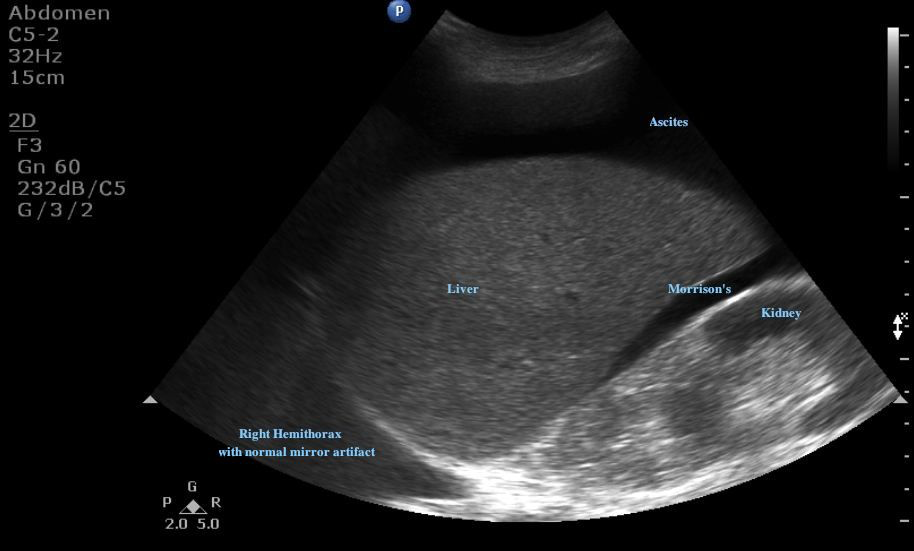 Abdomen
C5-2
32Hz
15cm
2D
F3
Gn 60
232dB/C5
G/3/2
P
Ascites
Liver
Morrison's
Kidney
Right Hemithorax
with normal mirror artifact
G
P R
2.0 5.0